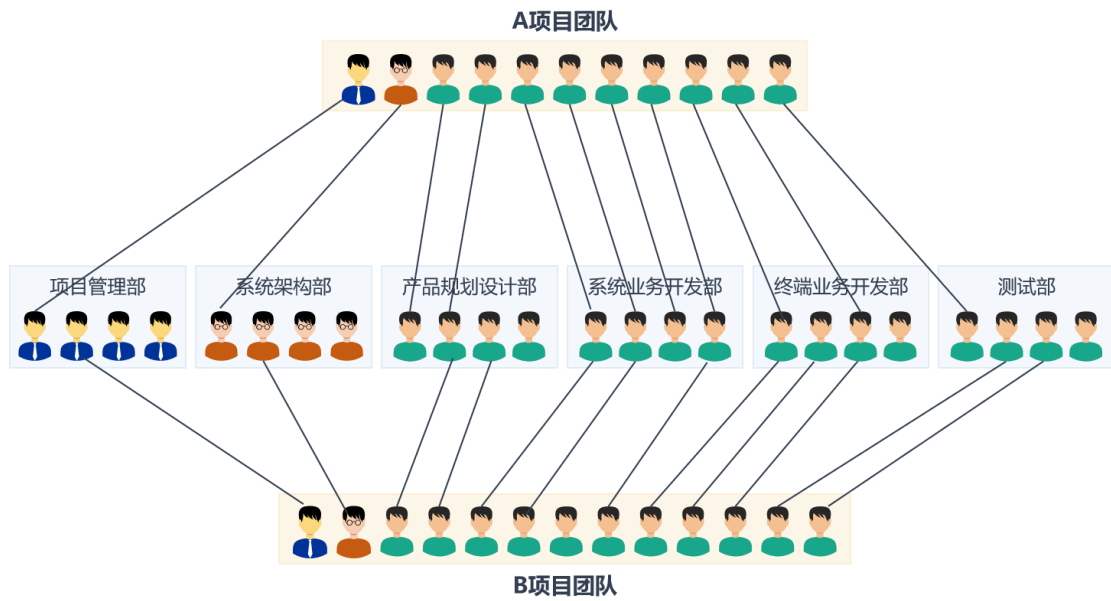 A项目团队
项目管理部
系统架构部
产品规划设计部
系统业务开发部
终端业务开发部
测试部
B项目团队